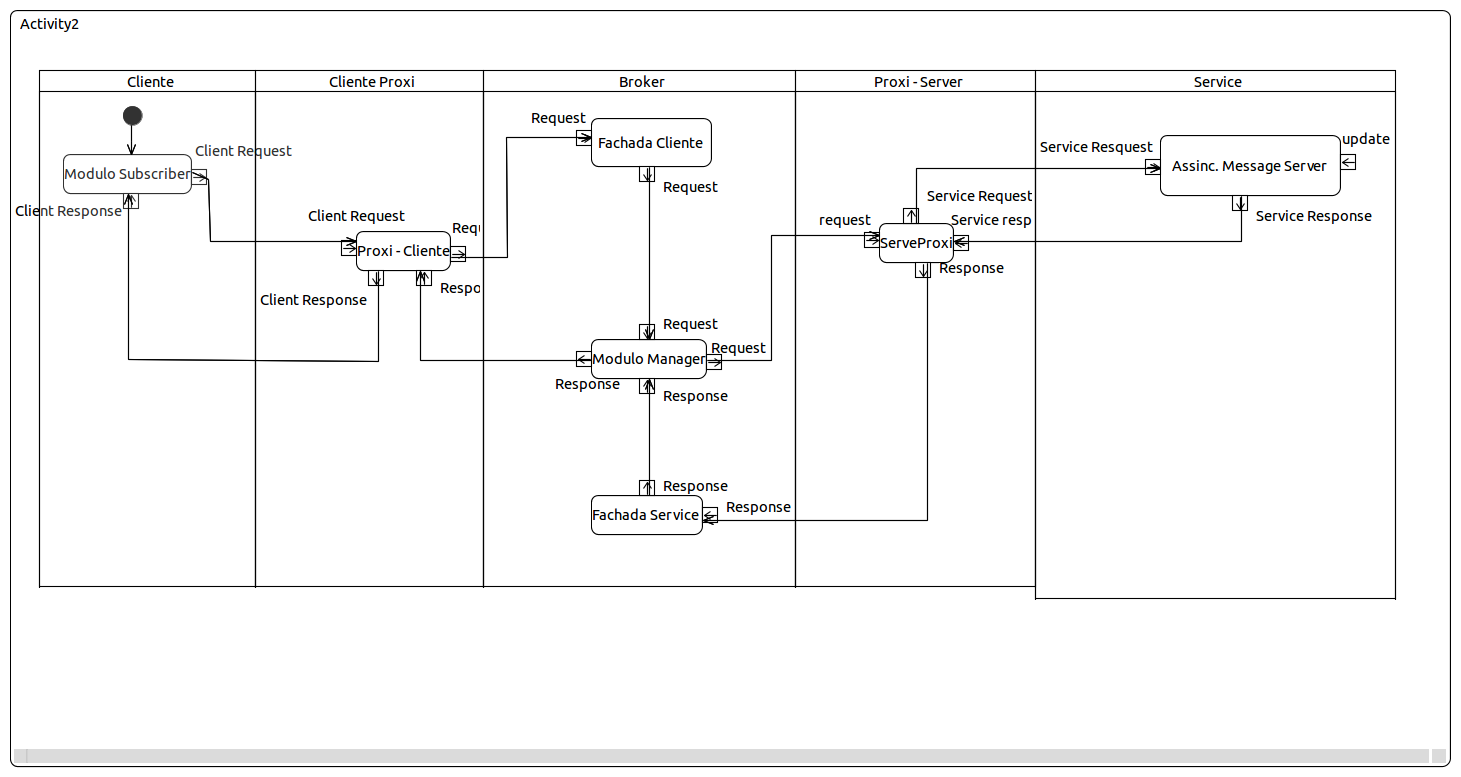 Activity2
Cliente
Cliente Proxi
Broker
Proxi - Server
Service
Modulo Subscriber
Client Request
Client Response
Client Request
Proxi - Cliente
Requ
Client Response
Respo
Request
Fachada Cliente
Request
Request
Modulo Manager
Request
Response
Response
Response
Fachada Service
Response
request
Service Request
Service resp
ServeProxi
Response
Service Resquest
Assinc. Message Server
update
Service Response